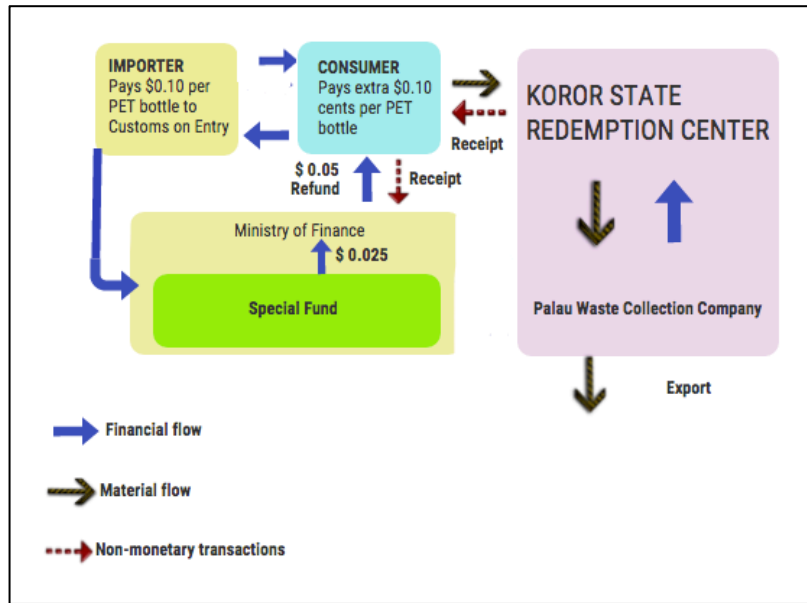 IMPORTER
Pays $0.10 per
PET bottle to
Customs on Entry
CONSUMER
Pays extra $0.10
cents per PET
bottle
KOROR STATE
REDEMPTION CENTER
Receipt
$ 0.05
Refund
Receipt
Ministry of Finance
$ 0.025
Special Fund
Palau Waste Collection Company
Export
Financial flow
Material flow
Non-monetary transactions